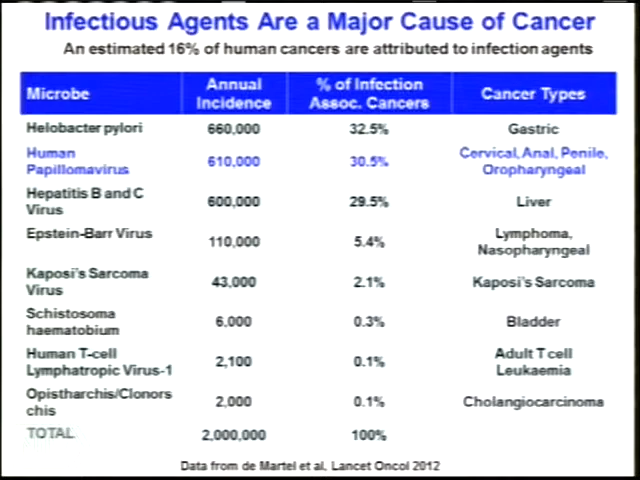 Infectious Agents Are a Major Cause of Cancer
An estimated 16% of human cancers are attributed to infection agents
Microbe Annual Incidence % of Infection Assoc. Cancers Cancer Types
Helobacter pylori 660,000 32.5% Gastric
Human Papillomavirus 610,000 30.5% Cervical, Anal, Penile, Oropharyngeal
Hepatitis B and C Virus 600,000 29.5% Liver
Epstein-Barr Virus 110,000 5.4% Lymphoma, Nasopharyngeal
Kaposi's Sarcoma Virus 43,000 2.1% Kaposi's Sarcoma
Schistosoma haematobium 6,000 0.3% Bladder
Human T-cell Lymphatropic Virus-1 2,100 0.1% Adult T cell Leukaemia
Opistharchis/Clonorschis 2,000 0.1% Cholangiocarcinoma
TOTAL 2,000,000 100%
Data from de Martel et al, Lancet Oncol 2012